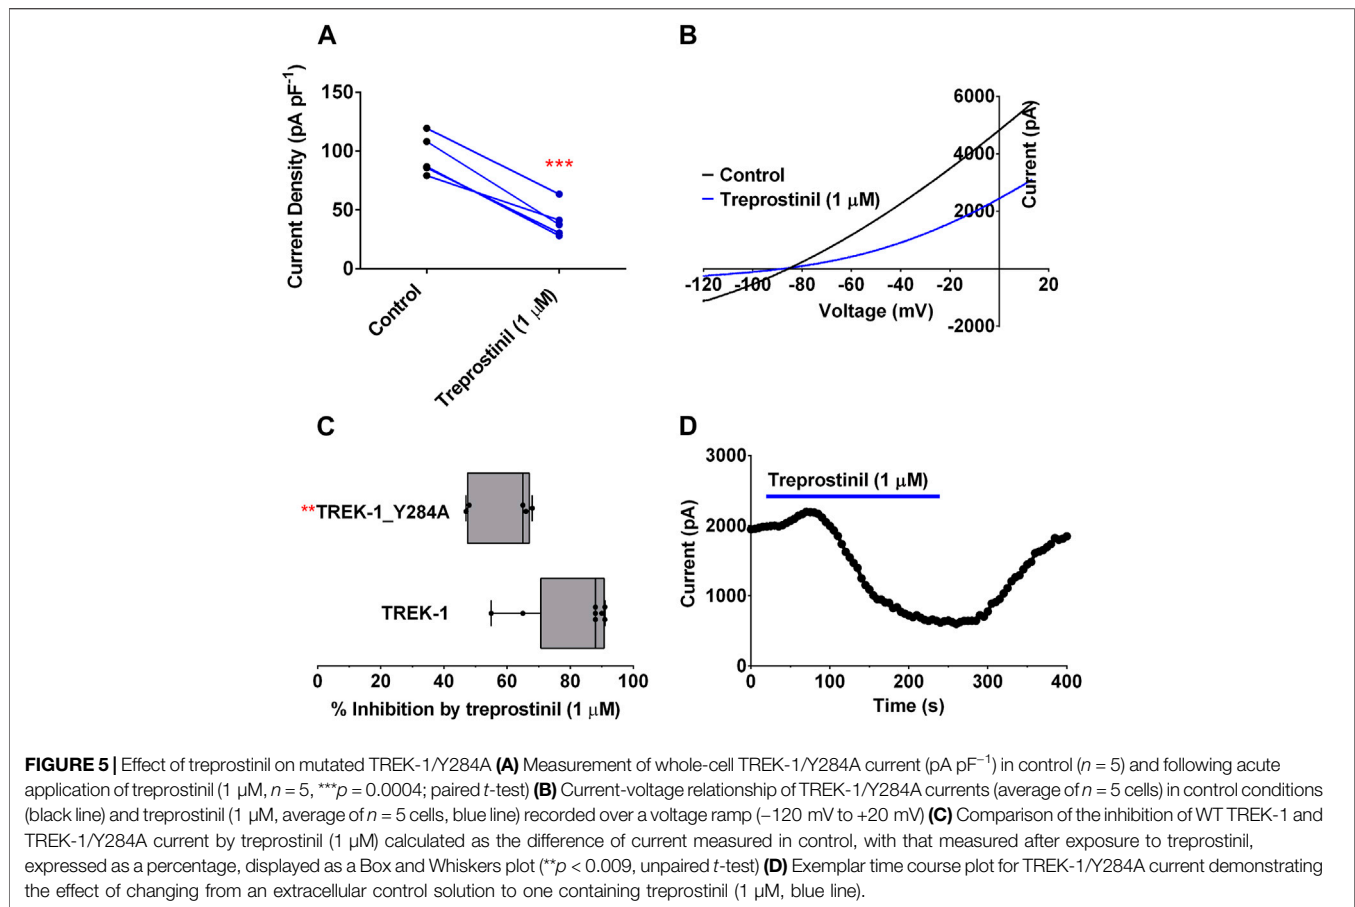 A
Current Density (pA pF⁻¹)
150
100
50
0
***
Control
Treprostinil (1 μM)
B
6000
4000
2000
-2000
Current (pA)
Control
Treprostinil (1 μM)
-120
-100
-80
-60
-40
-20
20
Voltage (mV)
C
**TREK-1_Y284A
TREK-1
0
20
40
60
80
100
% Inhibition by treprostinil (1 μM)
D
3000
2000
1000
0
Current (pA)
Treprostinil (1 μM)
0
100
200
300
400
Time (s)
FIGURE 5 | Effect of treprostinil on mutated TREK-1/Y284A (A) Measurement of whole-cell TREK-1/Y284A current (pA pF⁻¹) in control (n = 5) and following acute
application of treprostinil (1 μM, n = 5, ***p = 0.0004; paired t-test) (B) Current-voltage relationship of TREK-1/Y284A currents (average of n = 5 cells) in control conditions
(black line) and treprostinil (1 μM, average of n = 5 cells, blue line) recorded over a voltage ramp (−120 mV to +20 mV) (C) Comparison of the inhibition of WT TREK-1 and
TREK-1/Y284A current by treprostinil (1 μM) calculated as the difference of current measured in control, with that measured after exposure to treprostinil,
expressed as a percentage, displayed as a Box and Whiskers plot (**p < 0.009, unpaired t-test) (D) Exemplar time course plot for TREK-1/Y284A current demonstrating
the effect of changing from an extracellular control solution to one containing treprostinil (1 μM, blue line).